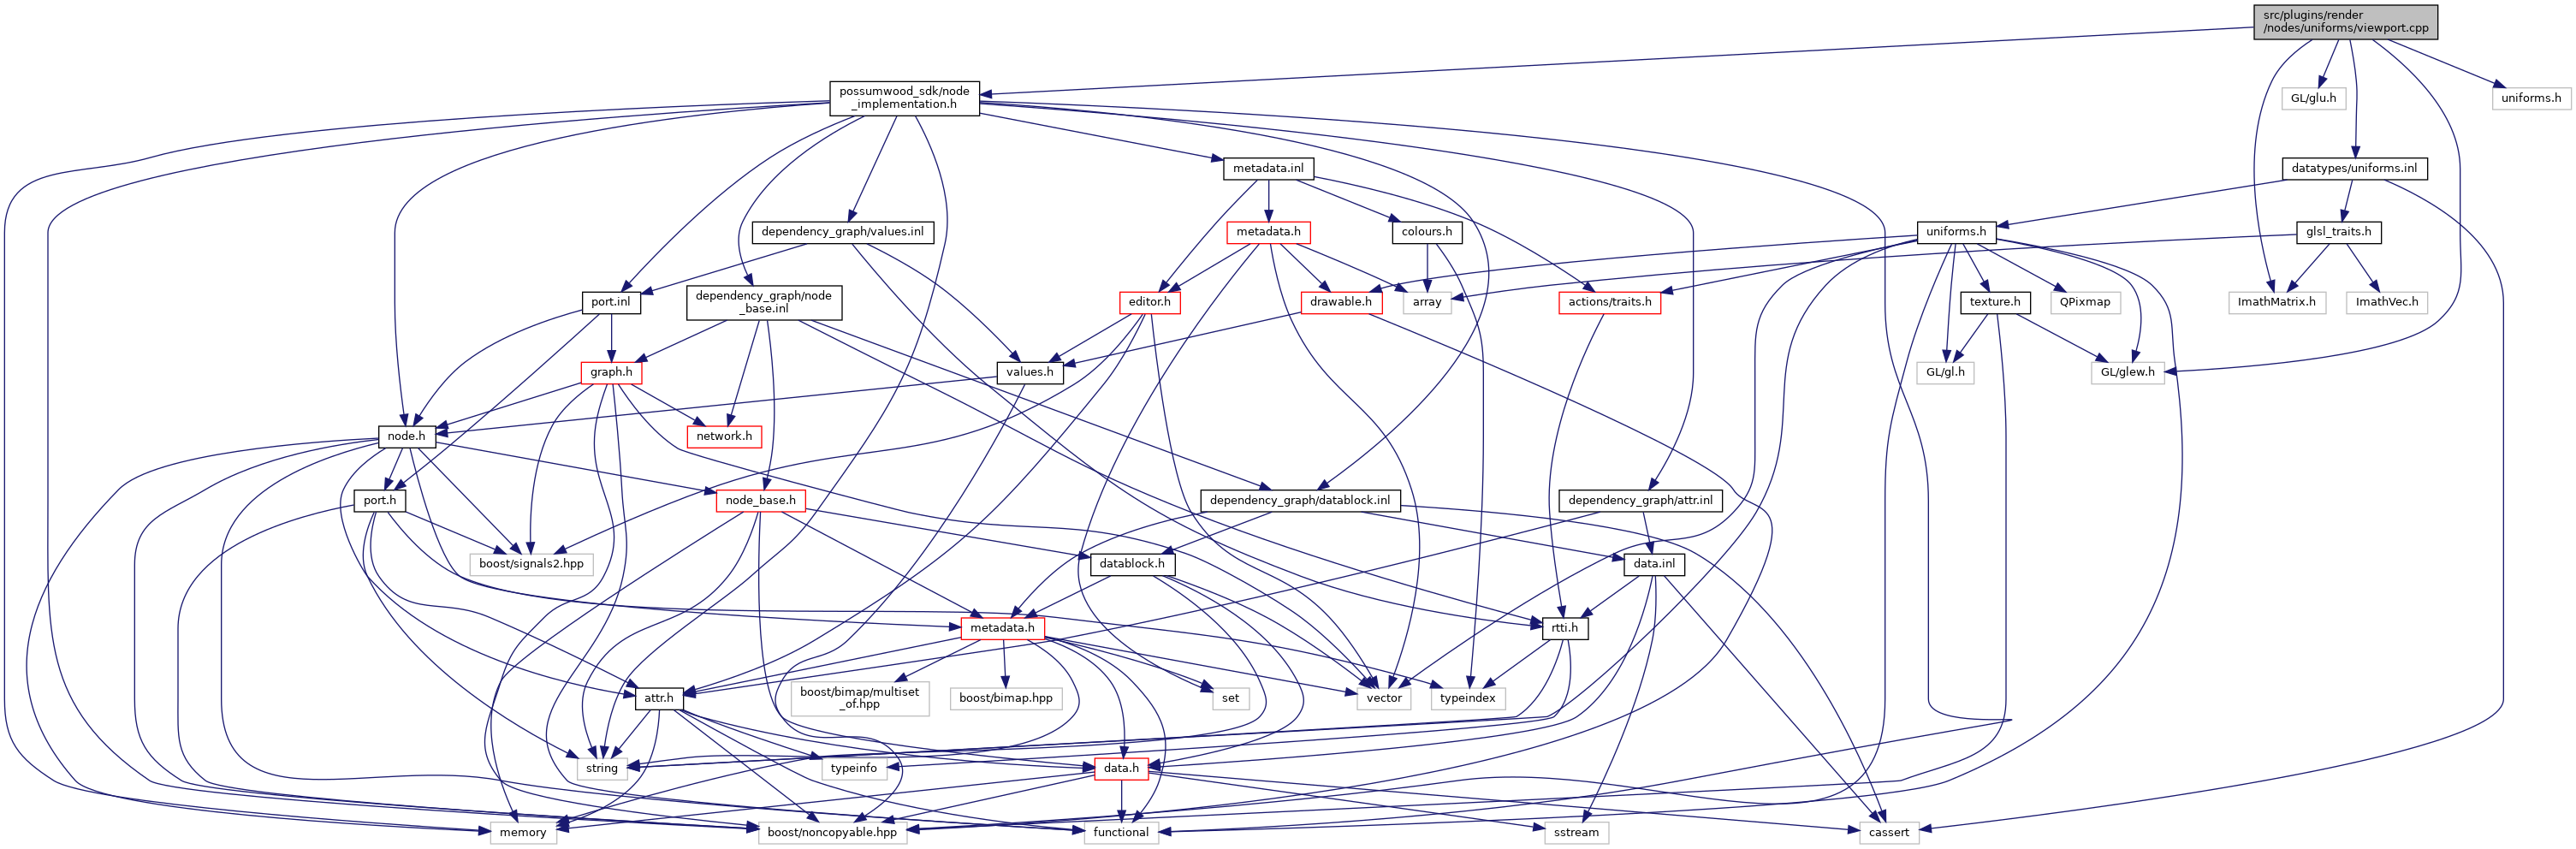 src/plugins/render
/nodes/uniforms/viewport.cpp
possumwood_sdk/node
_implementation.h
GL/glu.h
uniforms.h
metadata.inl
datatypes/uniforms.inl
dependency_graph/values.inl
metadata.h
colours.h
uniforms.h
glsl_traits.h
port.inl
dependency_graph/node
_base.inl
editor.h
drawable.h
array
actions/traits.h
texture.h
QPixmap
ImathMatrix.h
ImathVec.h
graph.h
values.h
GL/gl.h
GL/glew.h
node.h
network.h
port.h
node_base.h
dependency_graph/datablock.inl
dependency_graph/attr.inl
boost/signals2.hpp
datablock.h
data.inl
metadata.h
rtti.h
attr.h
boost/bimap/multiset
_of.hpp
boost/bimap.hpp
set
vector
typeindex
string
typeinfo
data.h
memory
boost/noncopyable.hpp
functional
sstream
cassert